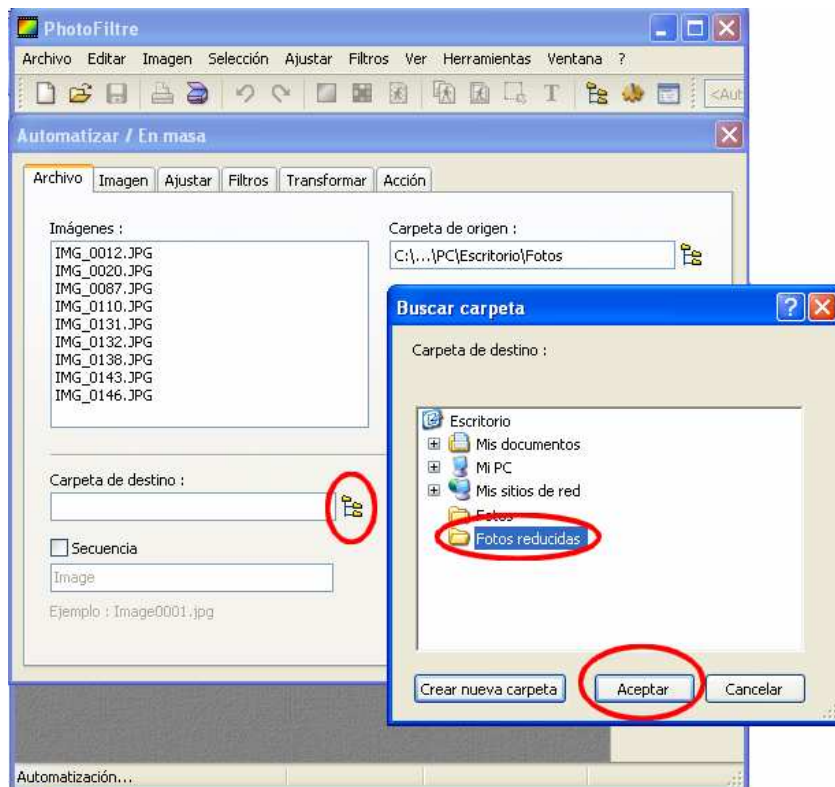 PhotoFiltre
Archivo Editar Imagen Selección Ajustar Filtros Ver Herramientas Ventana ?
T <Aut
Automatizar / En masa
Archivo Imagen Ajustar Filtros Transformar Acción
Imágenes :
IMG_0012.JPG
IMG_0020.JPG
IMG_0087.JPG
IMG_0110.JPG
IMG_0131.JPG
IMG_0132.JPG
IMG_0138.JPG
IMG_0143.JPG
IMG_0146.JPG
Carpeta de origen :
C:\...\PC\Escritorio\Fotos
Carpeta de destino :
Secuencia
Image
Ejemplo : Image0001.jpg
Buscar carpeta
Carpeta de destino :
Escritorio
Mis documentos
Mi PC
Mis sitios de red
Fotos
Fotos reducidas
Crear nueva carpeta Aceptar Cancelar
Automatización...